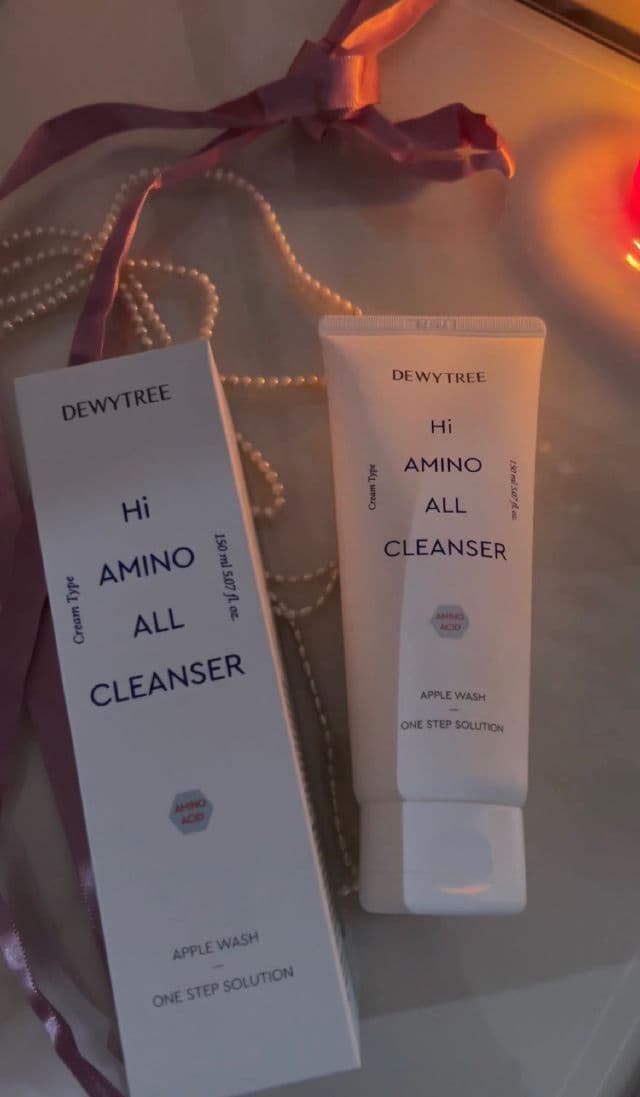 DEWYTREE
Hi
AMINO
ALL
CLEANSER
Cream Type
150 ml 5.07 fl. oz.
AMINO
ACID
APPLE WASH
ONE STEP SOLUTION
DEWYTREE
Hi
AMINO
ALL
CLEANSER
Cream Type
150 ml 5.07 fl. oz.
AMINO
ACID
APPLE WASH
ONE STEP SOLUTION